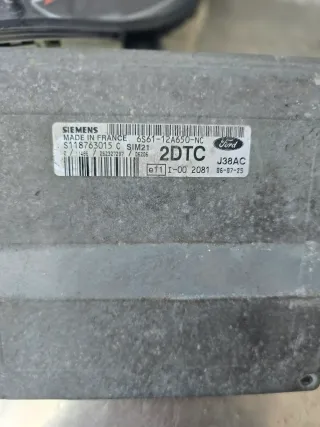 SIEMENS
MADE IN FRANCE 6S61-12A650-NC
S118763015 C SIM21 2DTC Ford
J38AC
e11 I-00 2081 06-07-25